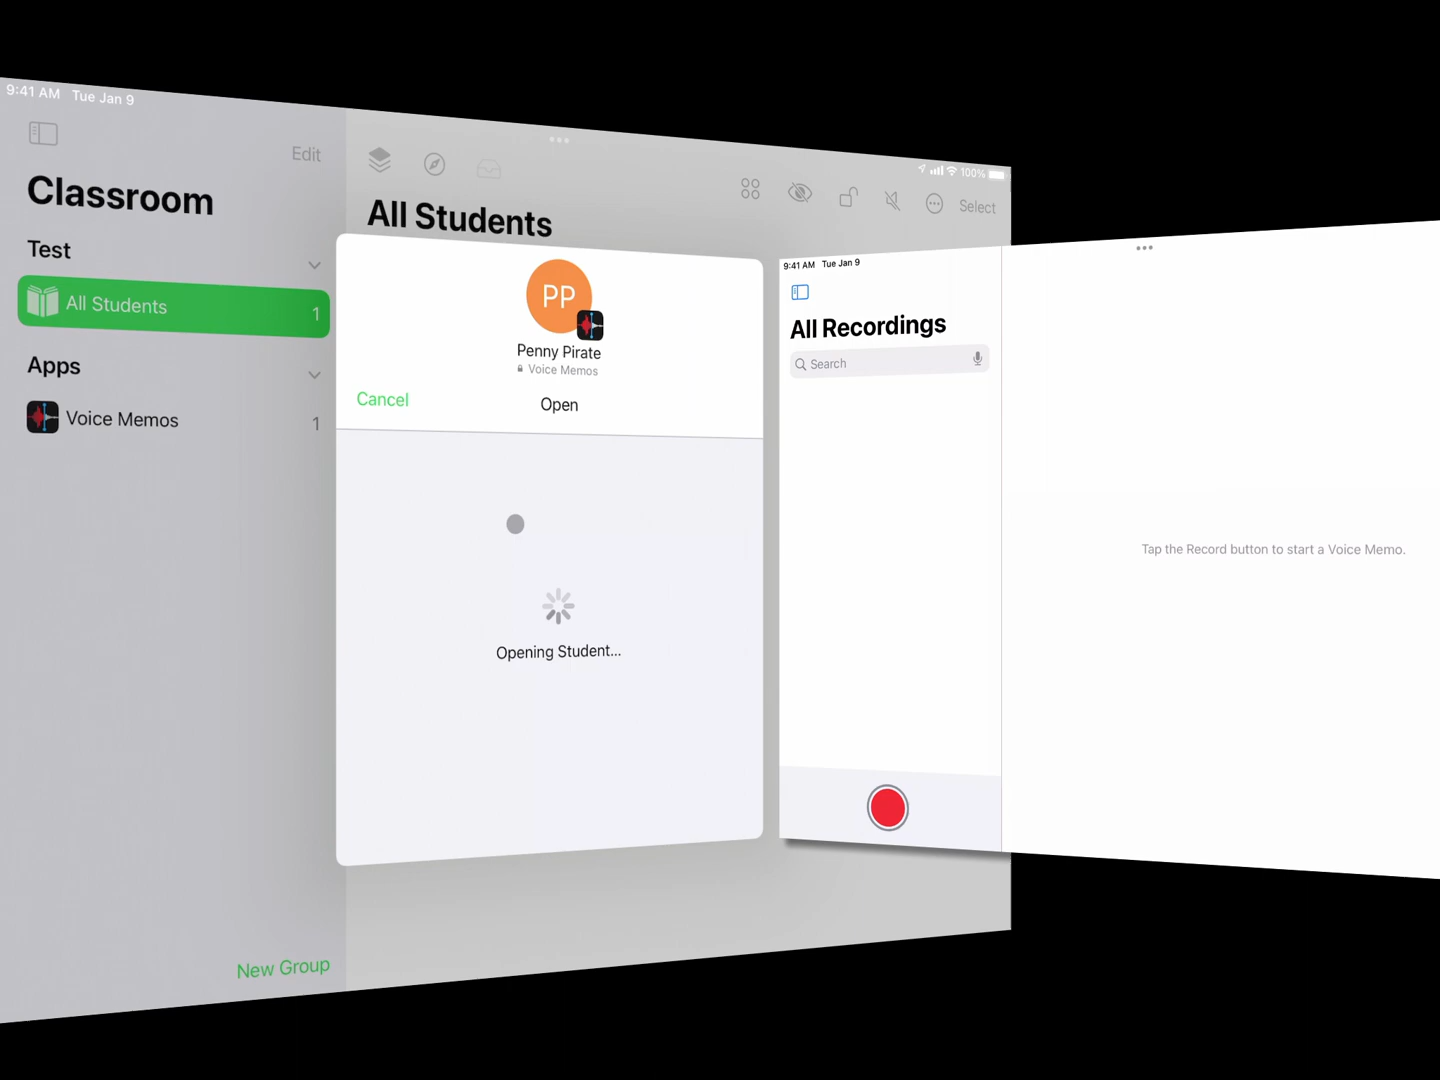 9:41 AM Tue Jan 9
Edit
Classroom
Test
All Students 1
Apps
Voice Memos 1
New Group
100%
Select
All Students
PP
Penny Pirate
Voice Memos
Cancel
Open
Opening Student...
9:41 AM Tue Jan 9
All Recordings
Search
Tap the Record button to start a Voice Memo.